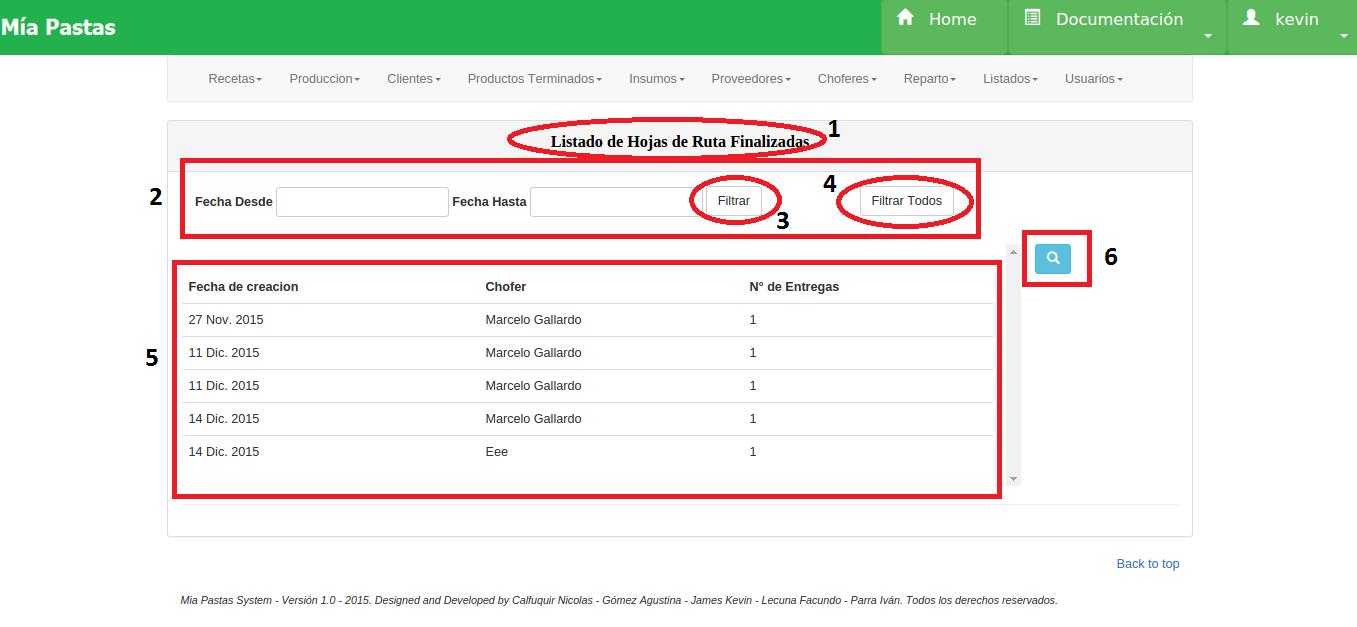 Mía Pastas Home Documentación kevin
Recetas Produccion Clientes Productos Terminados Insumos Proveedores Choferes Reparto Listados Usuarios
Listado de Hojas de Ruta Finalizadas 1
2 Fecha Desde Fecha Hasta Filtrar 3 4 Filtrar Todos
6
5
Fecha de creacion Chofer N° de Entregas
27 Nov. 2015 Marcelo Gallardo 1
11 Dic. 2015 Marcelo Gallardo 1
11 Dic. 2015 Marcelo Gallardo 1
14 Dic. 2015 Marcelo Gallardo 1
14 Dic. 2015 Eee 1
Back to top
Mia Pastas System - Versión 1.0 - 2015. Designed and Developed by Calfuquir Nicolas - Gómez Agustina - James Kevin - Lecuna Facundo - Parra Iván. Todos los derechos reservados.